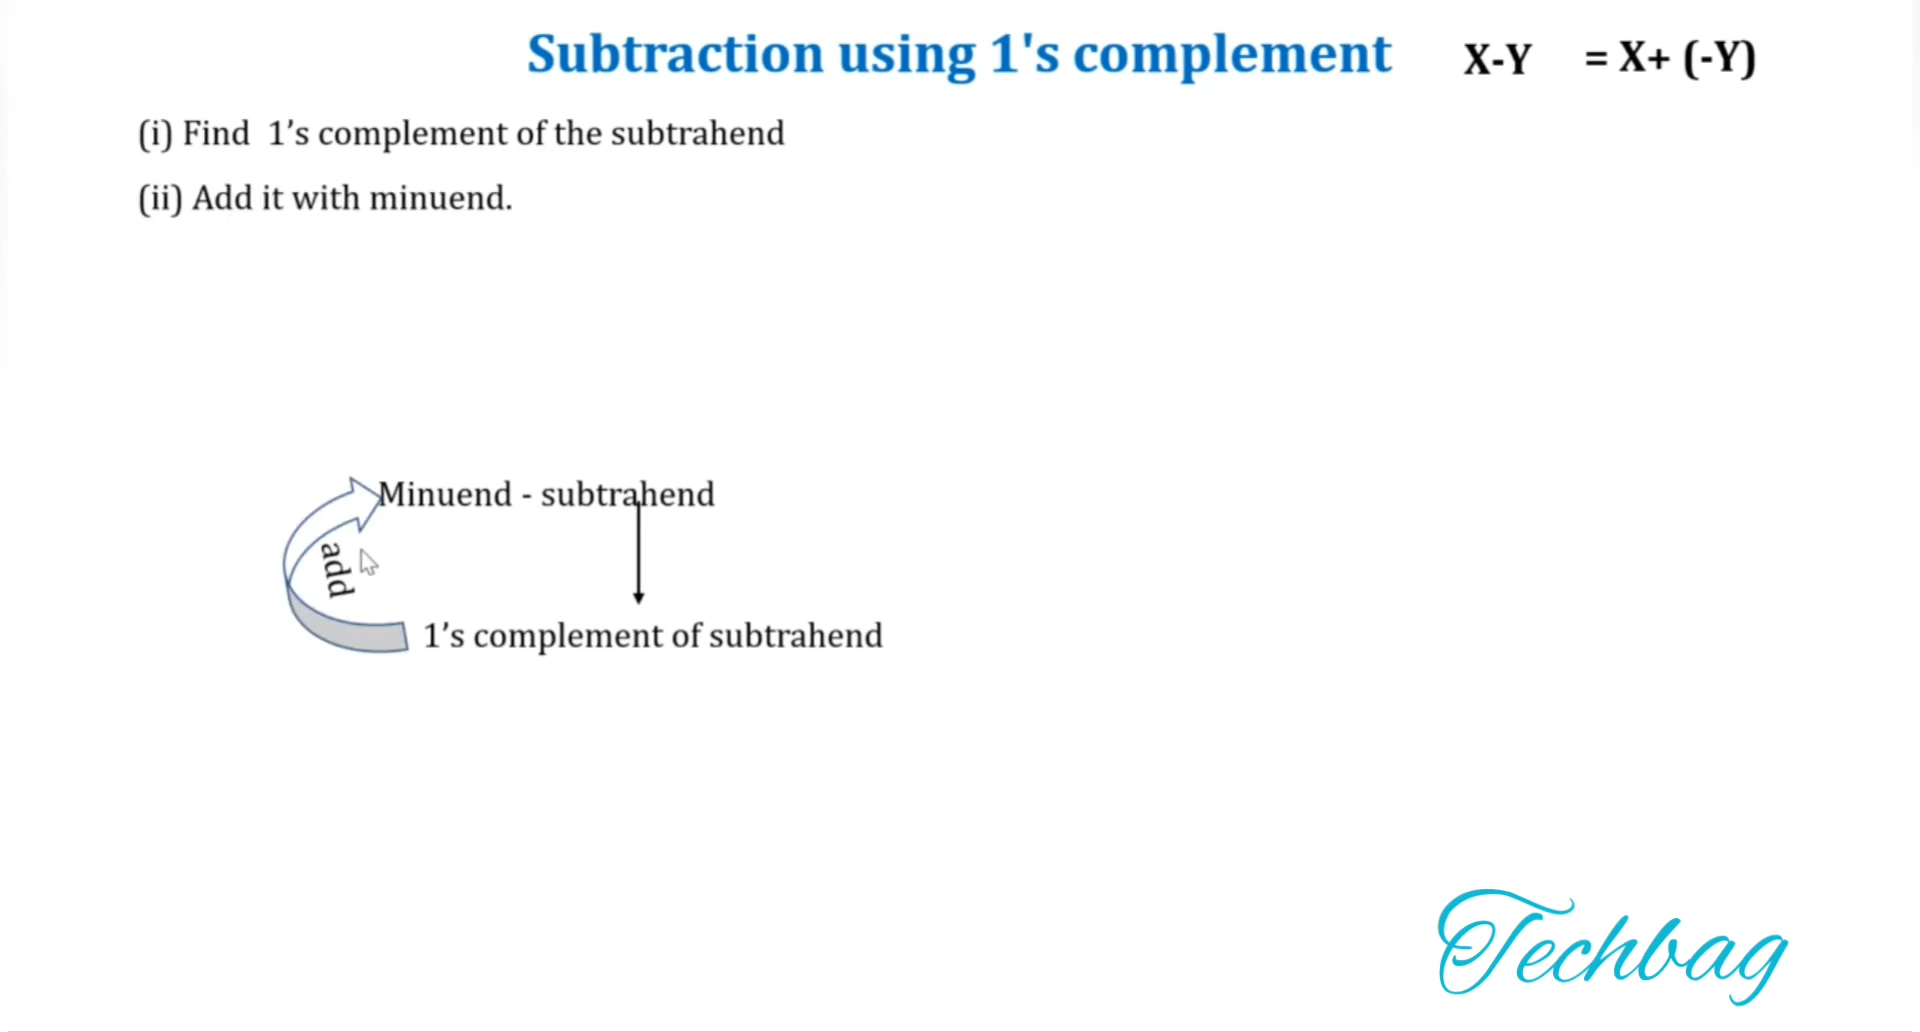 Subtraction using 1's complement X-Y = X+ (-Y)
(i) Find 1’s complement of the subtrahend
(ii) Add it with minuend.
Minuend - subtrahend
add
1’s complement of subtrahend
Techbag